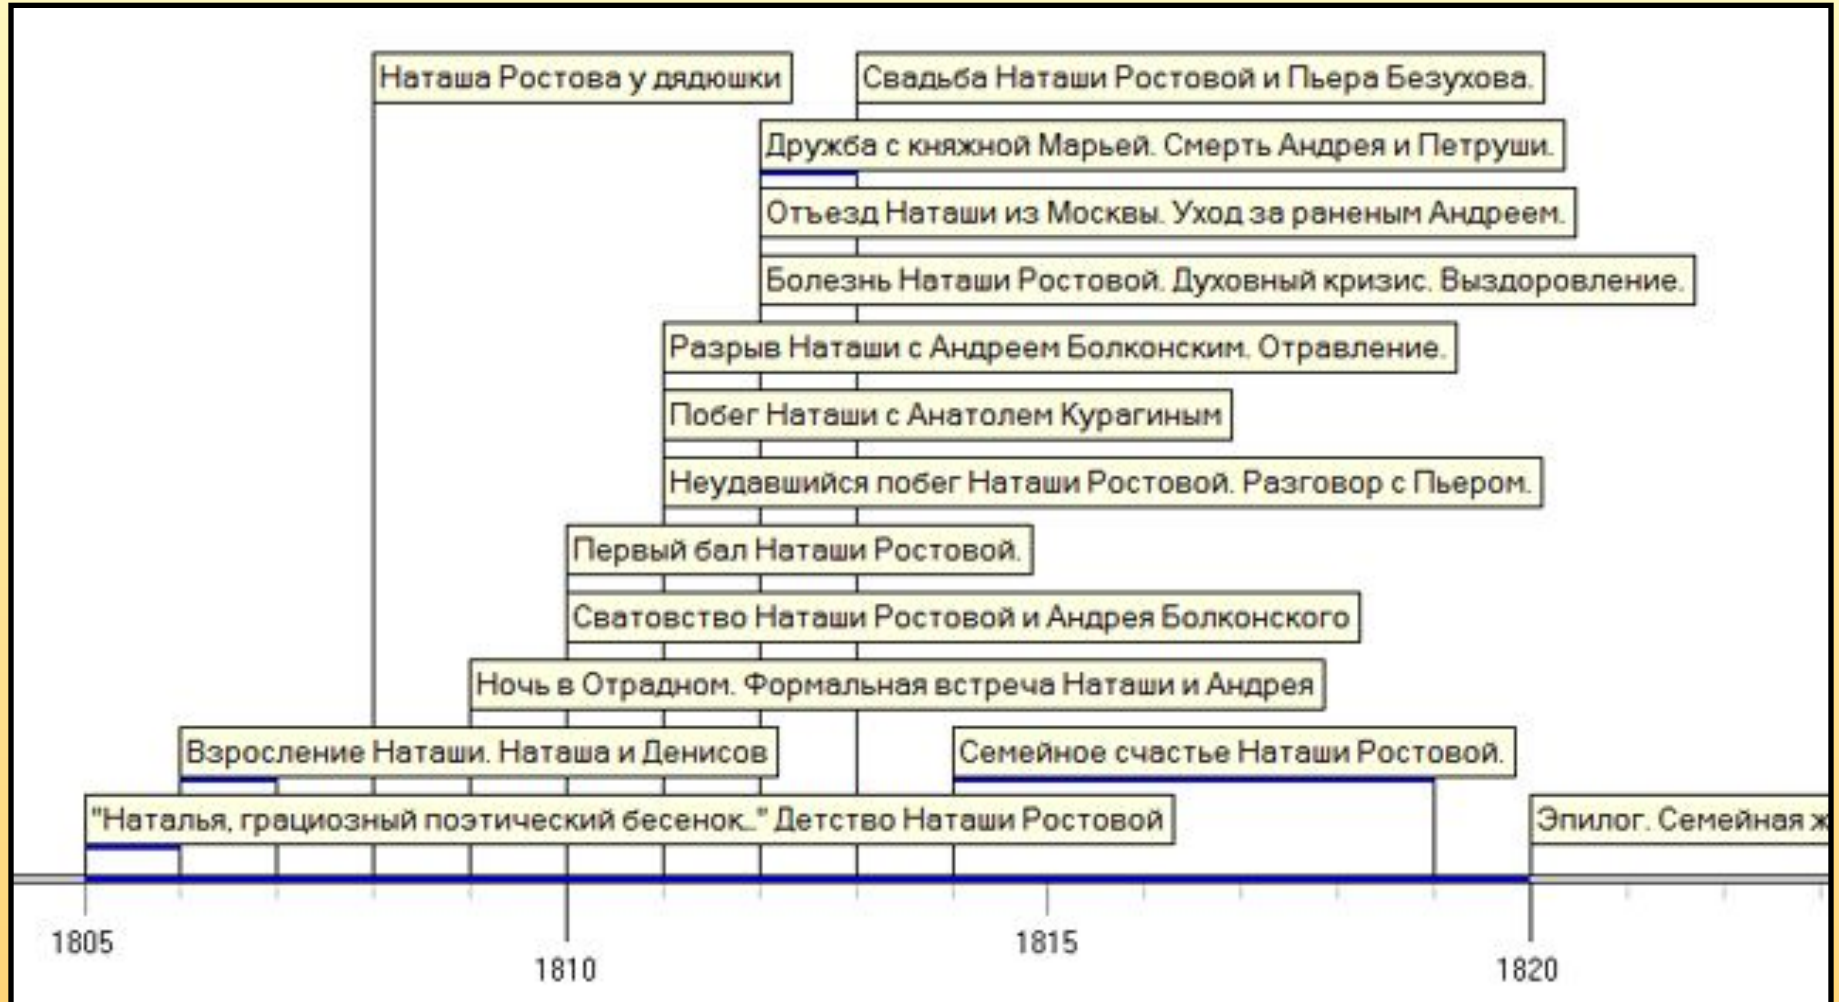 Наташа Ростова у дядюшки
Свадьба Наташи Ростовой и Пьера Безухова.
Дружба с княжной Марьей. Смерть Андрея и Петруши.
Отъезд Наташи из Москвы. Уход за раненым Андреем.
Болезнь Наташи Ростовой. Духовный кризис. Выздоровление.
Разрыв Наташи с Андреем Болконским. Отравление.
Побег Наташи с Анатолем Курагиным
Неудавшийся побег Наташи Ростовой. Разговор с Пьером.
Первый бал Наташи Ростовой.
Сватовство Наташи Ростовой и Андрея Болконского
Ночь в Отрадном. Формальная встреча Наташи и Андрея
Взросление Наташи. Наташа и Денисов
Семейное счастье Наташи Ростовой.
"Наталья, грациозный поэтический бесенок..." Детство Наташи Ростовой
Эпилог. Семейная ж
1805
1810
1815
1820